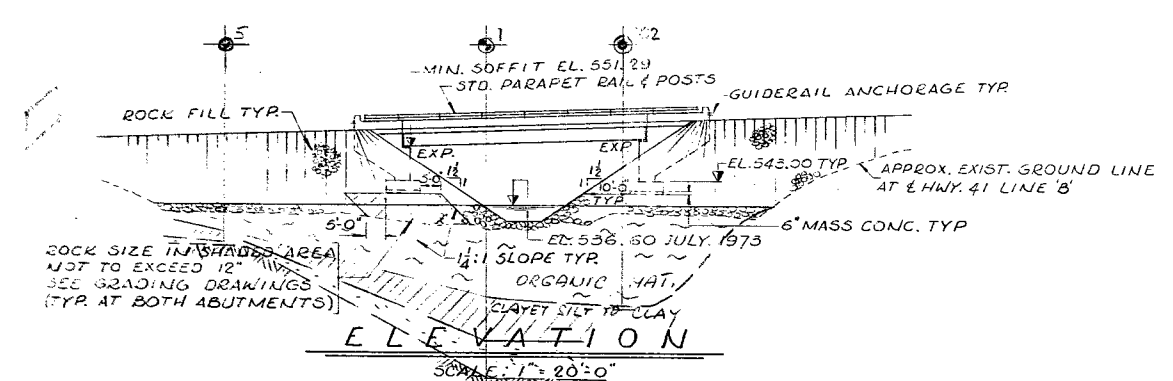 5
1
2
MIN. SOFFIT EL. 551.29
STD. PARAPET RAIL & POSTS
GUIDERAIL ANCHORAGE TYP.
ROCK FILL TYP.
EXP.
EXP.
EL. 543.00 TYP.
APPROX. EXIST. GROUND LINE
AT ℄ HWY. 41 LINE 'B'
5'-0"
1½
1
1½
1
10'-0"
TYP.
6" MASS CONC. TYP
5'-0"
EL. 536.60 JULY. 1973
1¼:1 SLOPE TYP.
ROCK SIZE IN SHADED AREA
NOT TO EXCEED 12"
SEE GRADING DRAWINGS
(TYP. AT BOTH ABUTMENTS)
ORGANIC MAT.
CLAYEY SILT TO CLAY
ELEVATION
SCALE: 1" = 20'-0"